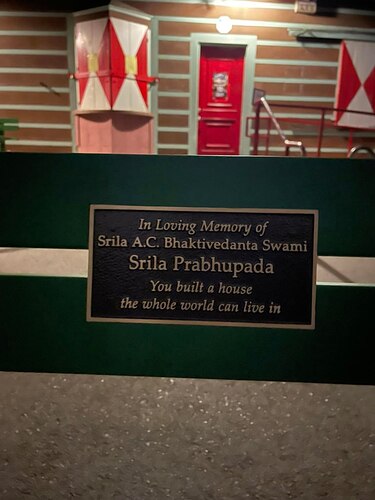 In Loving Memory of
Srila A.C. Bhaktivedanta Swami
Srila Prabhupada
You built a house
the whole world can live in